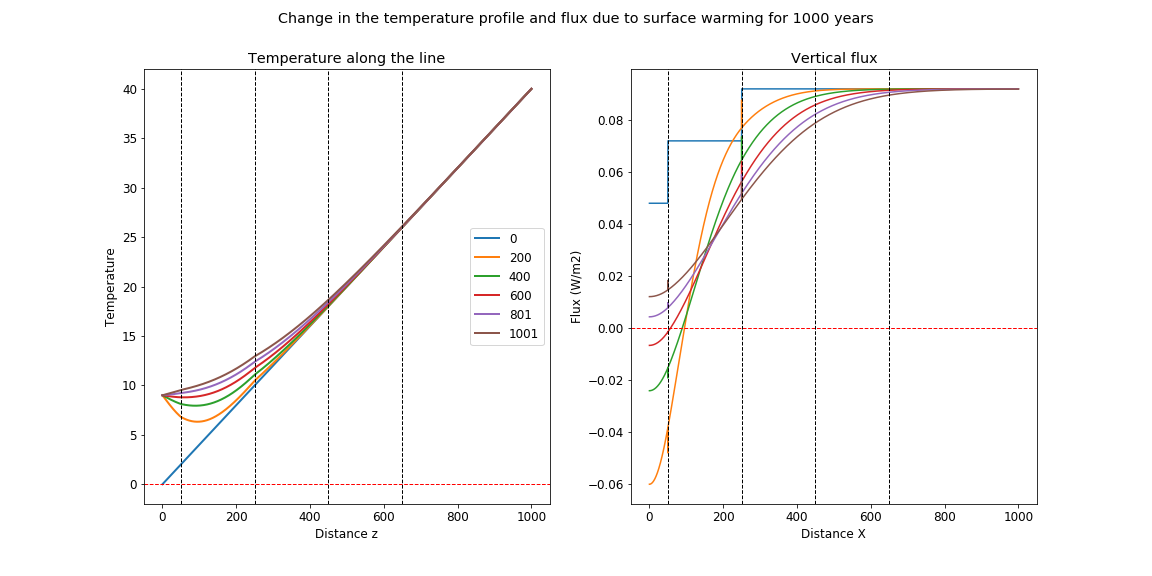 Change in the temperature profile and flux due to surface warming for 1000 years
Temperature along the line
Temperature
40
35
30
25
20
15
10
5
0
0 200 400 600 800 1000
Distance z
0
200
400
600
801
1001
Vertical flux
Flux (W/m2)
0.08
0.06
0.04
0.02
0.00
−0.02
−0.04
−0.06
0 200 400 600 800 1000
Distance X